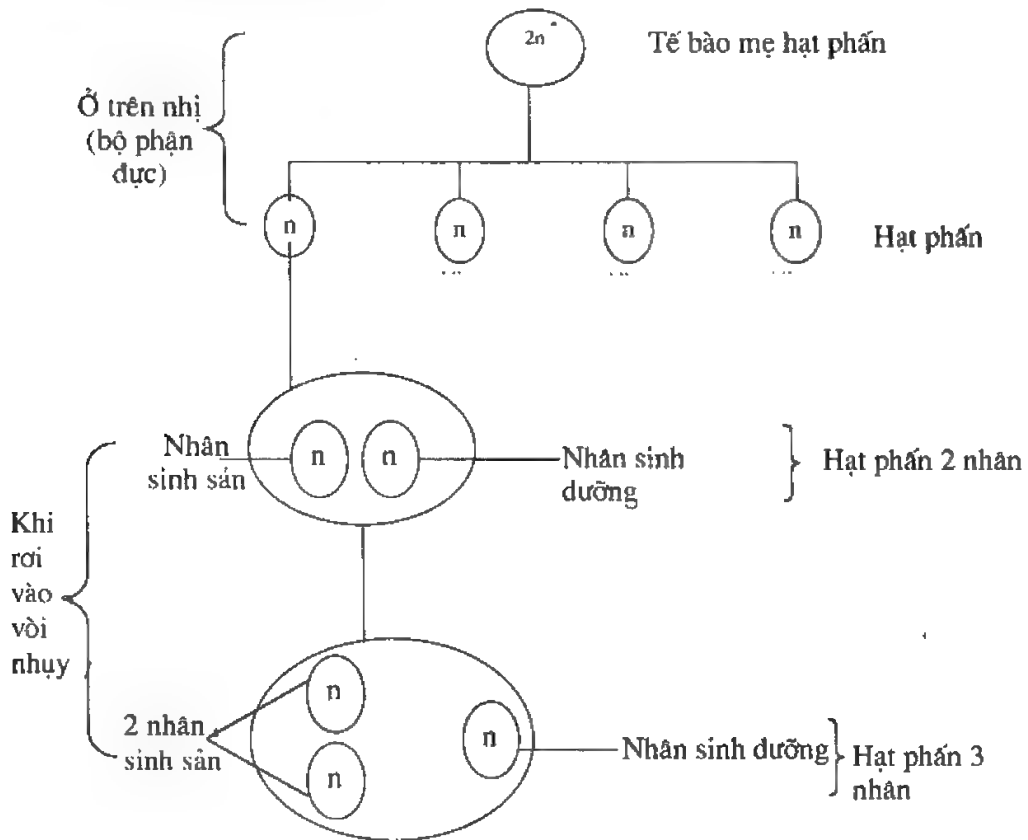 2n
Tế bào mẹ hạt phấn
Ở trên nhị
(bộ phận
đực)
n
n
n
n
Hạt phấn
Nhân
sinh sản
n
n
Nhân sinh
dưỡng
Hạt phấn 2 nhân
Khi
rơi
vào
vòi
nhụy
n
n
n
2 nhân
sinh sản
Nhân sinh dưỡng
Hạt phấn 3
nhân